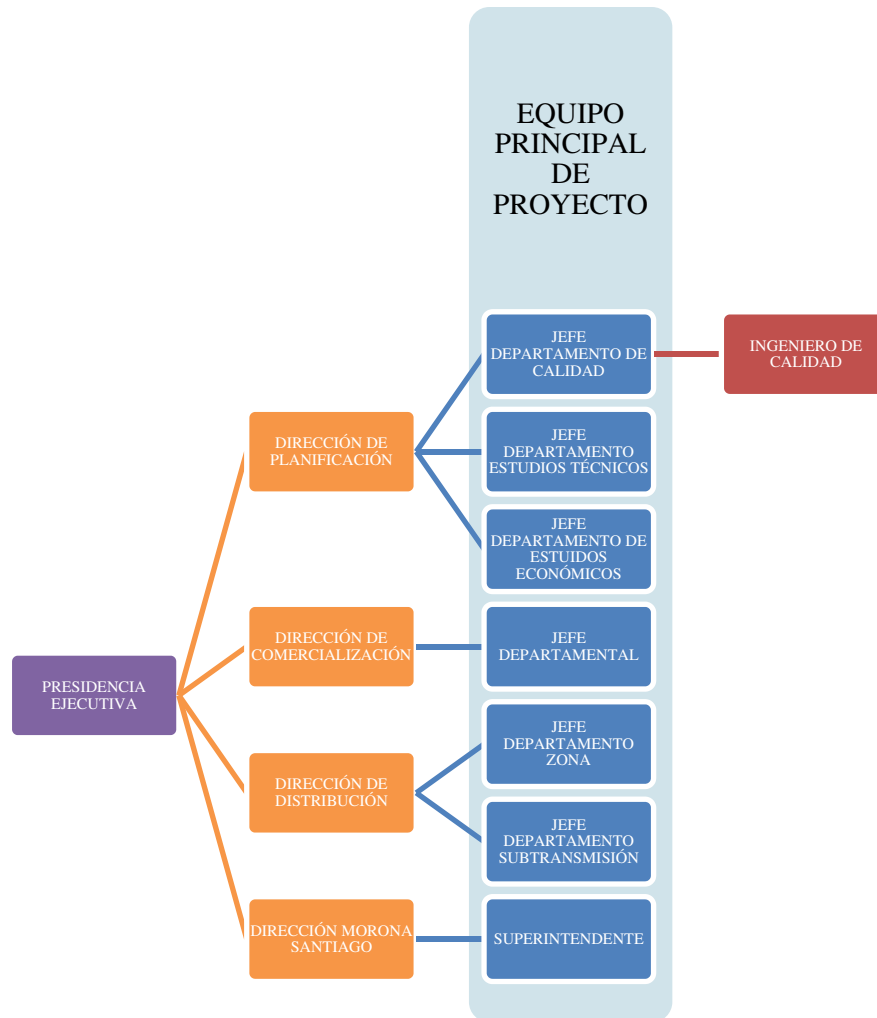 EQUIPO
PRINCIPAL
DE
PROYECTO
JEFE
DEPARTAMENTO DE
CALIDAD
INGENIERO DE
CALIDAD
DIRECCIÓN DE
PLANIFICACIÓN
JEFE
DEPARTAMENTO
ESTUDIOS TÉCNICOS
JEFE
DEPARTAMENTO DE
ESTUIDOS
ECONÓMICOS
DIRECCIÓN DE
COMERCIALIZACIÓN
JEFE
DEPARTAMENTAL
PRESIDENCIA
EJECUTIVA
JEFE
DEPARTAMENTO
ZONA
DIRECCIÓN DE
DISTRIBUCIÓN
JEFE
DEPARTAMENTO
SUBTRANSMISIÓN
DIRECCIÓN MORONA
SANTIAGO
SUPERINTENDENTE